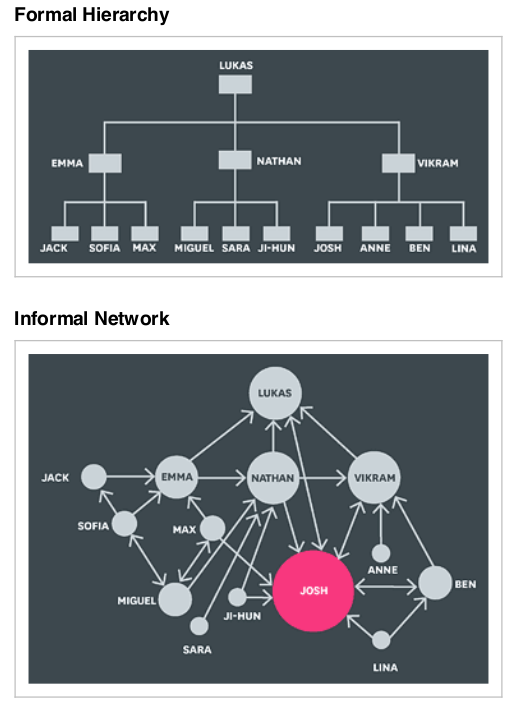 Formal Hierarchy
LUKAS
EMMA
NATHAN
VIKRAM
JACK SOFIA MAX MIGUEL SARA JI-HUN JOSH ANNE BEN LINA
Informal Network
LUKAS
JACK
EMMA
NATHAN
VIKRAM
SOFIA
MAX
ANNE
BEN
JOSH
MIGUEL
JI-HUN
SARA
LINA